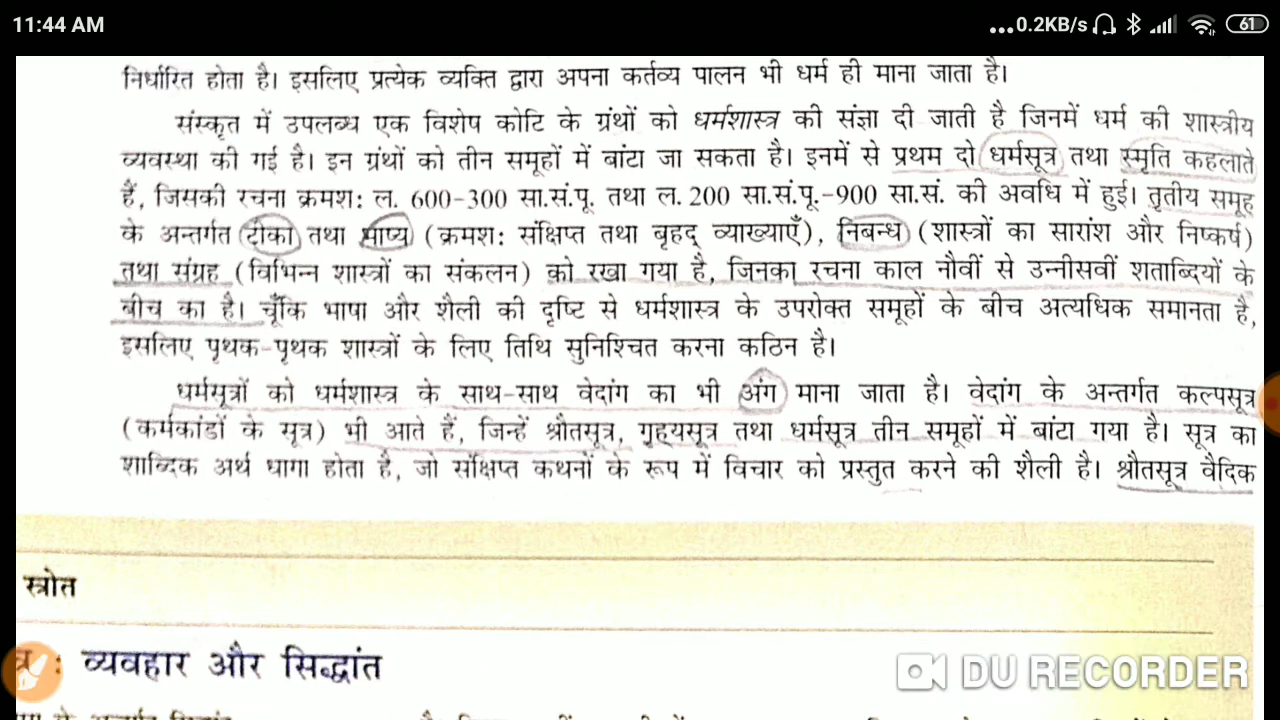 11:44 AM
...0.2KB/s 61
निर्धारित होता है। इसलिए प्रत्येक व्यक्ति द्वारा अपना कर्तव्य पालन भी धर्म ही माना जाता है।
संस्कृत में उपलब्ध एक विशेष कोटि के ग्रंथों को धर्मशास्त्र की संज्ञा दी जाती है जिनमें धर्म की शास्त्रीय
व्यवस्था की गई है। इन ग्रंथों को तीन समूहों में बांटा जा सकता है। इनमें से प्रथम दो धर्मसूत्र तथा स्मृति कहलाते
हैं, जिसकी रचना क्रमश: ल. 600-300 सा.सं.पू. तथा ल. 200 सा.सं.पू.-900 सा.सं. की अवधि में हुई। तृतीय समूह
के अन्तर्गत टीका तथा भाष्य (क्रमश: संक्षिप्त तथा बृहद् व्याख्याएँ), निबन्ध (शास्त्रों का सारांश और निष्कर्ष)
तथा संग्रह (विभिन्न शास्त्रों का संकलन) को रखा गया है, जिनका रचना काल नौवीं से उन्नीसवीं शताब्दियों के
बीच का है। चूँकि भाषा और शैली की दृष्टि से धर्मशास्त्र के उपरोक्त समूहों के बीच अत्यधिक समानता है,
इसलिए पृथक-पृथक शास्त्रों के लिए तिथि सुनिश्चित करना कठिन है।
धर्मसूत्रों को धर्मशास्त्र के साथ-साथ वेदांग का भी अंग माना जाता है। वेदांग के अन्तर्गत कल्पसूत्र
(कर्मकांडों के सूत्र) भी आते हैं, जिन्हें श्रौतसूत्र, गृह्यसूत्र तथा धर्मसूत्र तीन समूहों में बांटा गया है। सूत्र का
शाब्दिक अर्थ धागा होता है, जो संक्षिप्त कथनों के रूप में विचार को प्रस्तुत करने की शैली है। श्रौतसूत्र वैदिक
स्त्रोत
: व्यवहार और सिद्धांत
DU RECORDER